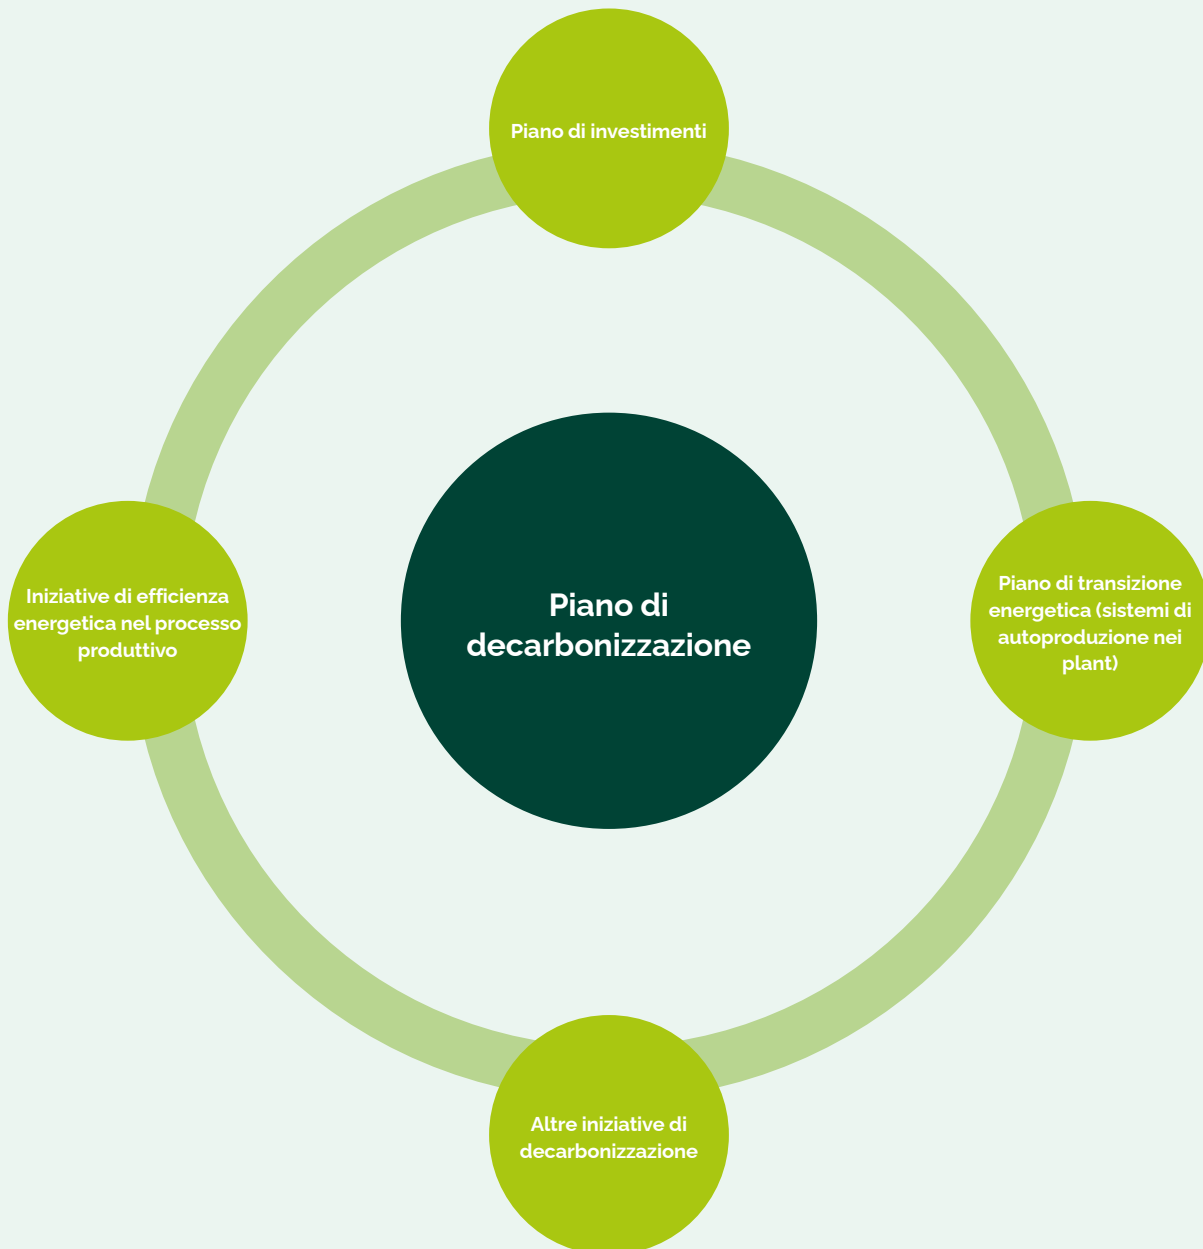 Piano di investimenti
Iniziative di efficienza
energetica nel processo
produttivo
Piano di
decarbonizzazione
Piano di transizione
energetica (sistemi di
autoproduzione nei
plant)
Altre iniziative di
decarbonizzazione